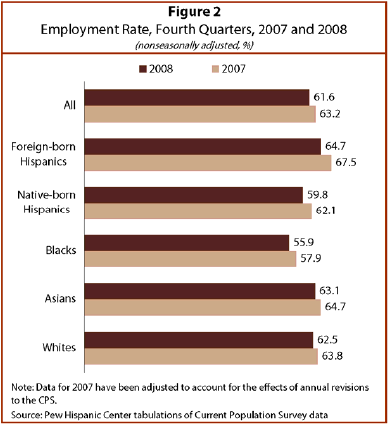 Figure 2
Employment Rate, Fourth Quarters, 2007 and 2008
(nonseasonally adjusted, %)
2008 2007
All 61.6
63.2
Foreign-born 64.7
Hispanics 67.5
Native-born 59.8
Hispanics 62.1
Blacks 55.9
57.9
Asians 63.1
64.7
Whites 62.5
63.8
Note: Data for 2007 have been adjusted to account for the effects of annual revisions
to the CPS.
Source: Pew Hispanic Center tabulations of Current Population Survey data